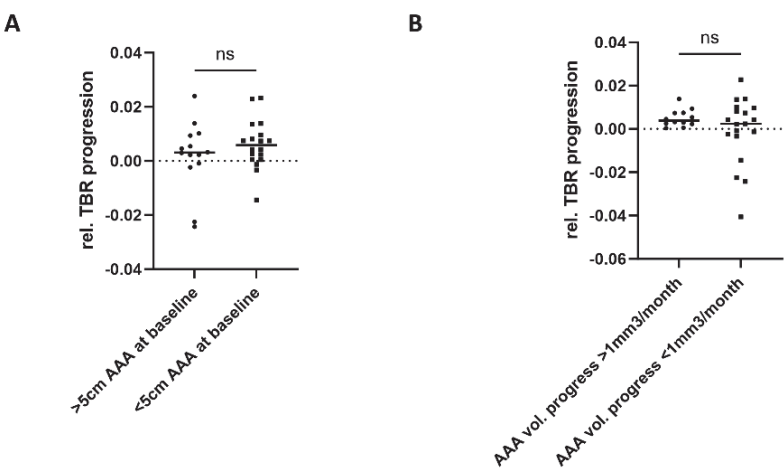 A
ns
rel. TBR progression
0.04
0.02
0.00
-0.02
-0.04
>5cm AAA at baseline
<5cm AAA at baseline
B
ns
rel. TBR progression
0.04
0.02
0.00
-0.02
-0.04
-0.06
AAA vol. progress >1mm3/month
AAA vol. progress <1mm3/month